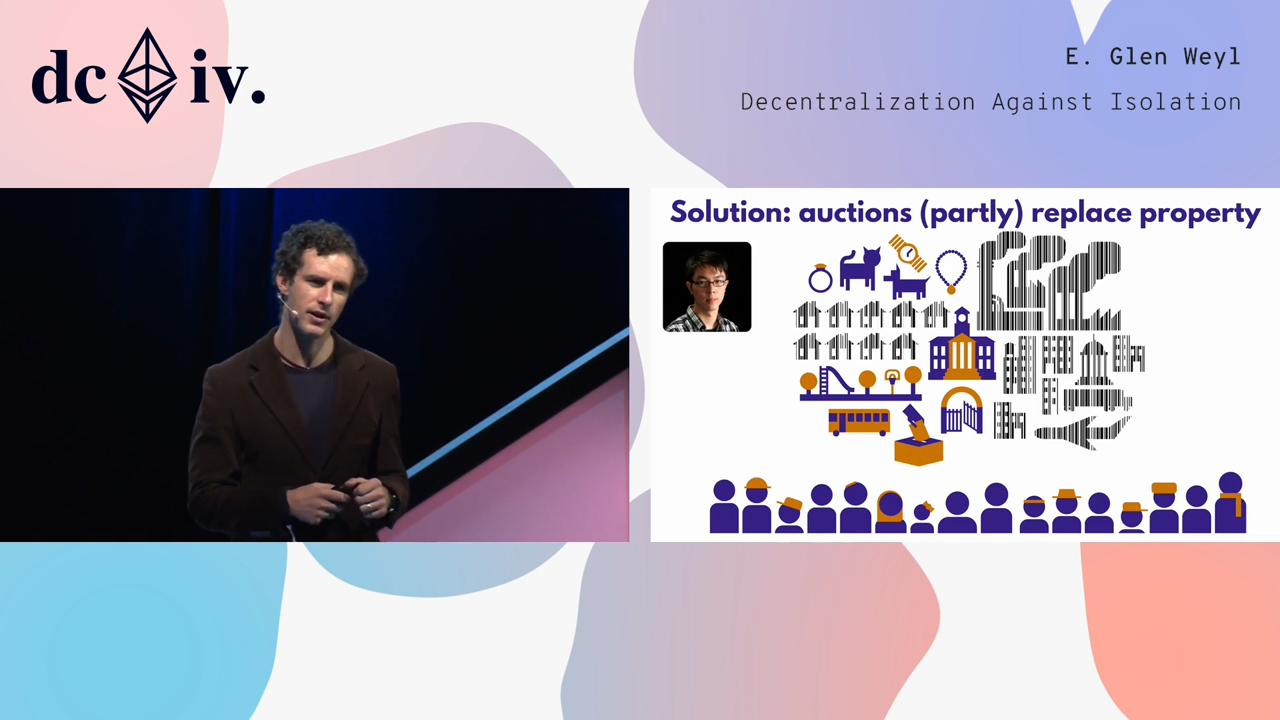 dc iv.
E. Glen Weyl
Decentralization Against Isolation
Solution: auctions (partly) replace property